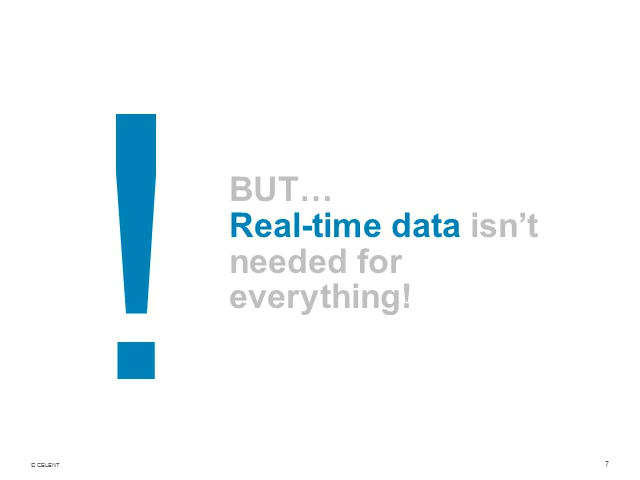 !
BUT…
Real-time data isn’t
needed for
everything!
© CELENT
7